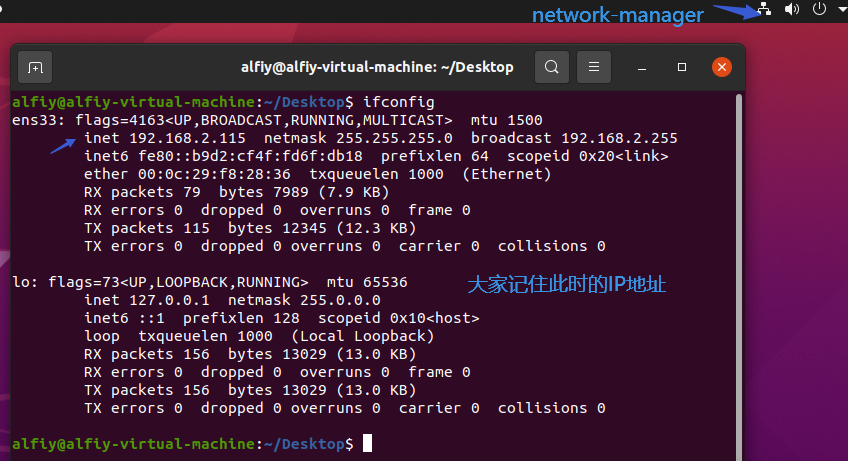 network-manager
alfiy@alfiy-virtual-machine: ~/Desktop
alfiy@alfiy-virtual-machine:~/Desktop$ ifconfig
ens33: flags=4163<UP,BROADCAST,RUNNING,MULTICAST>  mtu 1500
        inet 192.168.2.115  netmask 255.255.255.0  broadcast 192.168.2.255
        inet6 fe80::b9d2:cf4f:fd6f:db18  prefixlen 64  scopeid 0x20<link>
        ether 00:0c:29:f8:28:36  txqueuelen 1000  (Ethernet)
        RX packets 79  bytes 7989 (7.9 KB)
        RX errors 0  dropped 0  overruns 0  frame 0
        TX packets 115  bytes 12345 (12.3 KB)
        TX errors 0  dropped 0 overruns 0  carrier 0  collisions 0
lo: flags=73<UP,LOOPBACK,RUNNING>  mtu 65536
大家记住此时的IP地址
        inet 127.0.0.1  netmask 255.0.0.0
        inet6 ::1  prefixlen 128  scopeid 0x10<host>
        loop  txqueuelen 1000  (Local Loopback)
        RX packets 156  bytes 13029 (13.0 KB)
        RX errors 0  dropped 0  overruns 0  frame 0
        TX packets 156  bytes 13029 (13.0 KB)
        TX errors 0  dropped 0 overruns 0  carrier 0  collisions 0
alfiy@alfiy-virtual-machine:~/Desktop$